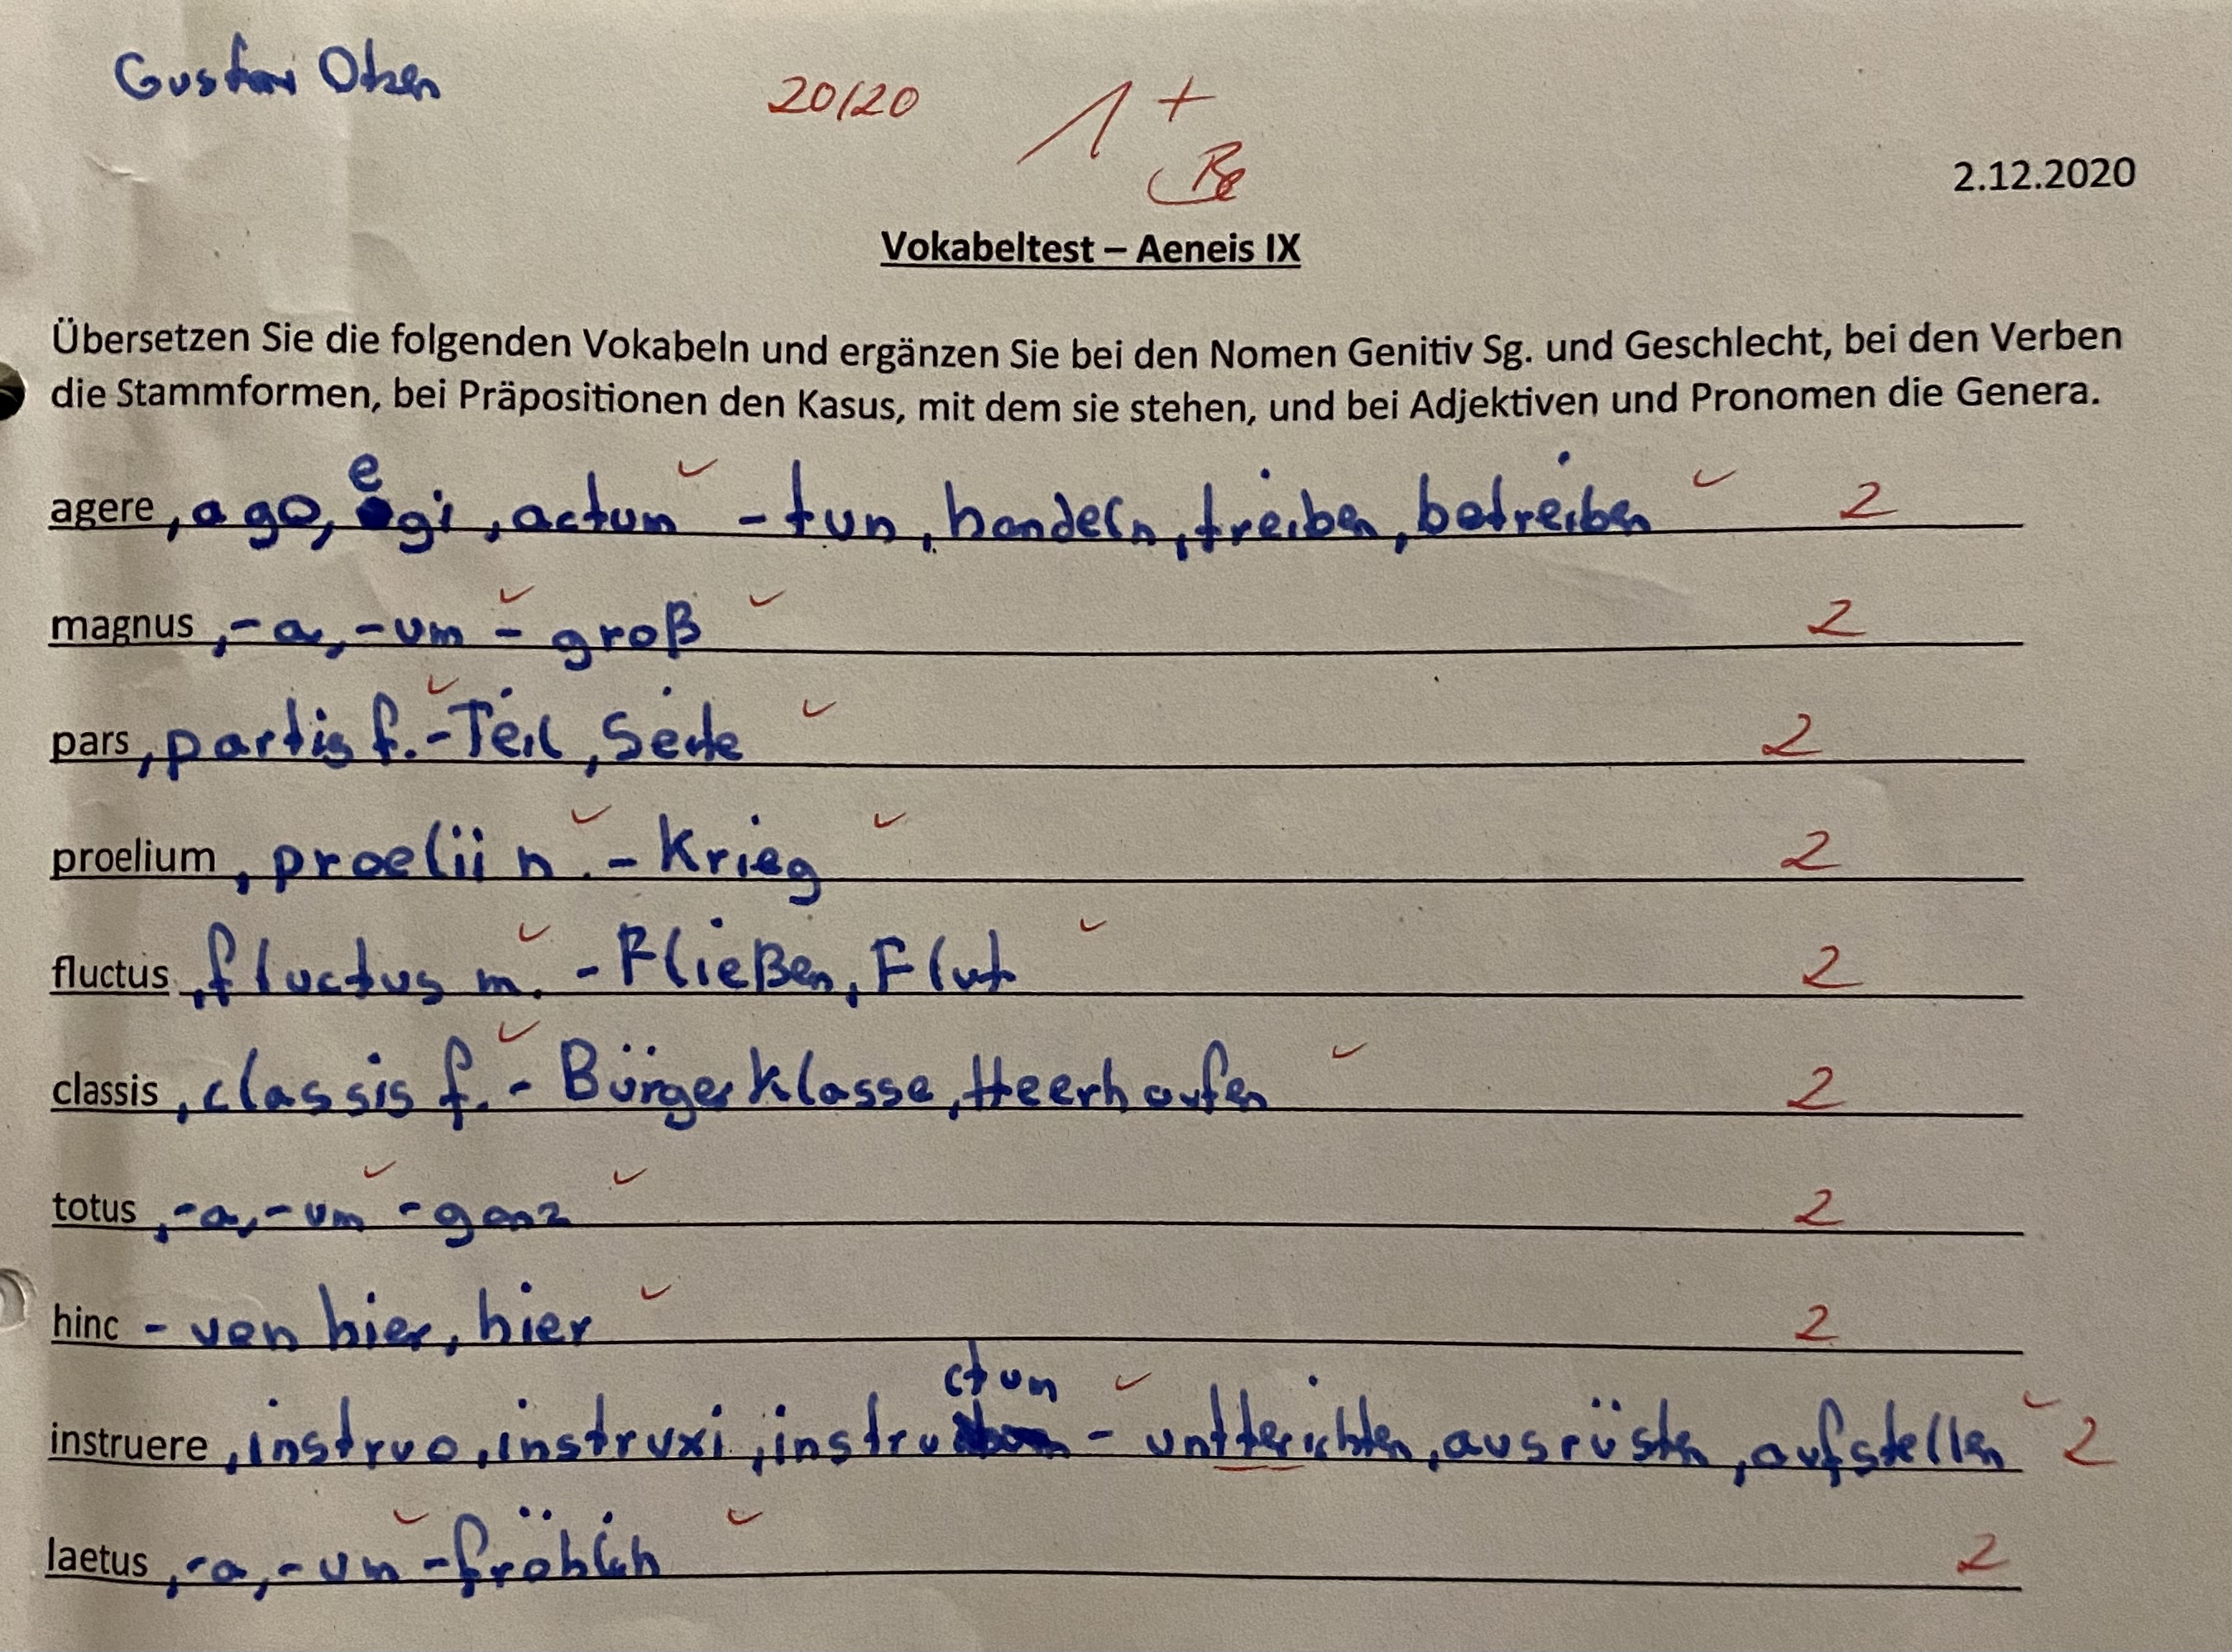 Gustav Otzen
20/20 1+
Be
2.12.2020
Vokabeltest – Aeneis IX
Übersetzen Sie die folgenden Vokabeln und ergänzen Sie bei den Nomen Genitiv Sg. und Geschlecht, bei den Verben
die Stammformen, bei Präpositionen den Kasus, mit dem sie stehen, und bei Adjektiven und Pronomen die Genera.
agere, ago, egi, actum - tun, handeln, treiben, betreiben 2
magnus, -a, -um - groß 2
pars, partis f. - Teil, Seite 2
proelium, proelii n. - Krieg 2
fluctus, fluctus m. - Fließen, Flut 2
classis, classis f. - Bürgerklasse, Heerhaufen 2
totus, -a, -um - ganz 2
hinc - von hier, hier 2
instruere, instruo, instruxi, instructum - untterichten, ausrüsten, aufstellen 2
laetus, -a, -um - fröhlich 2